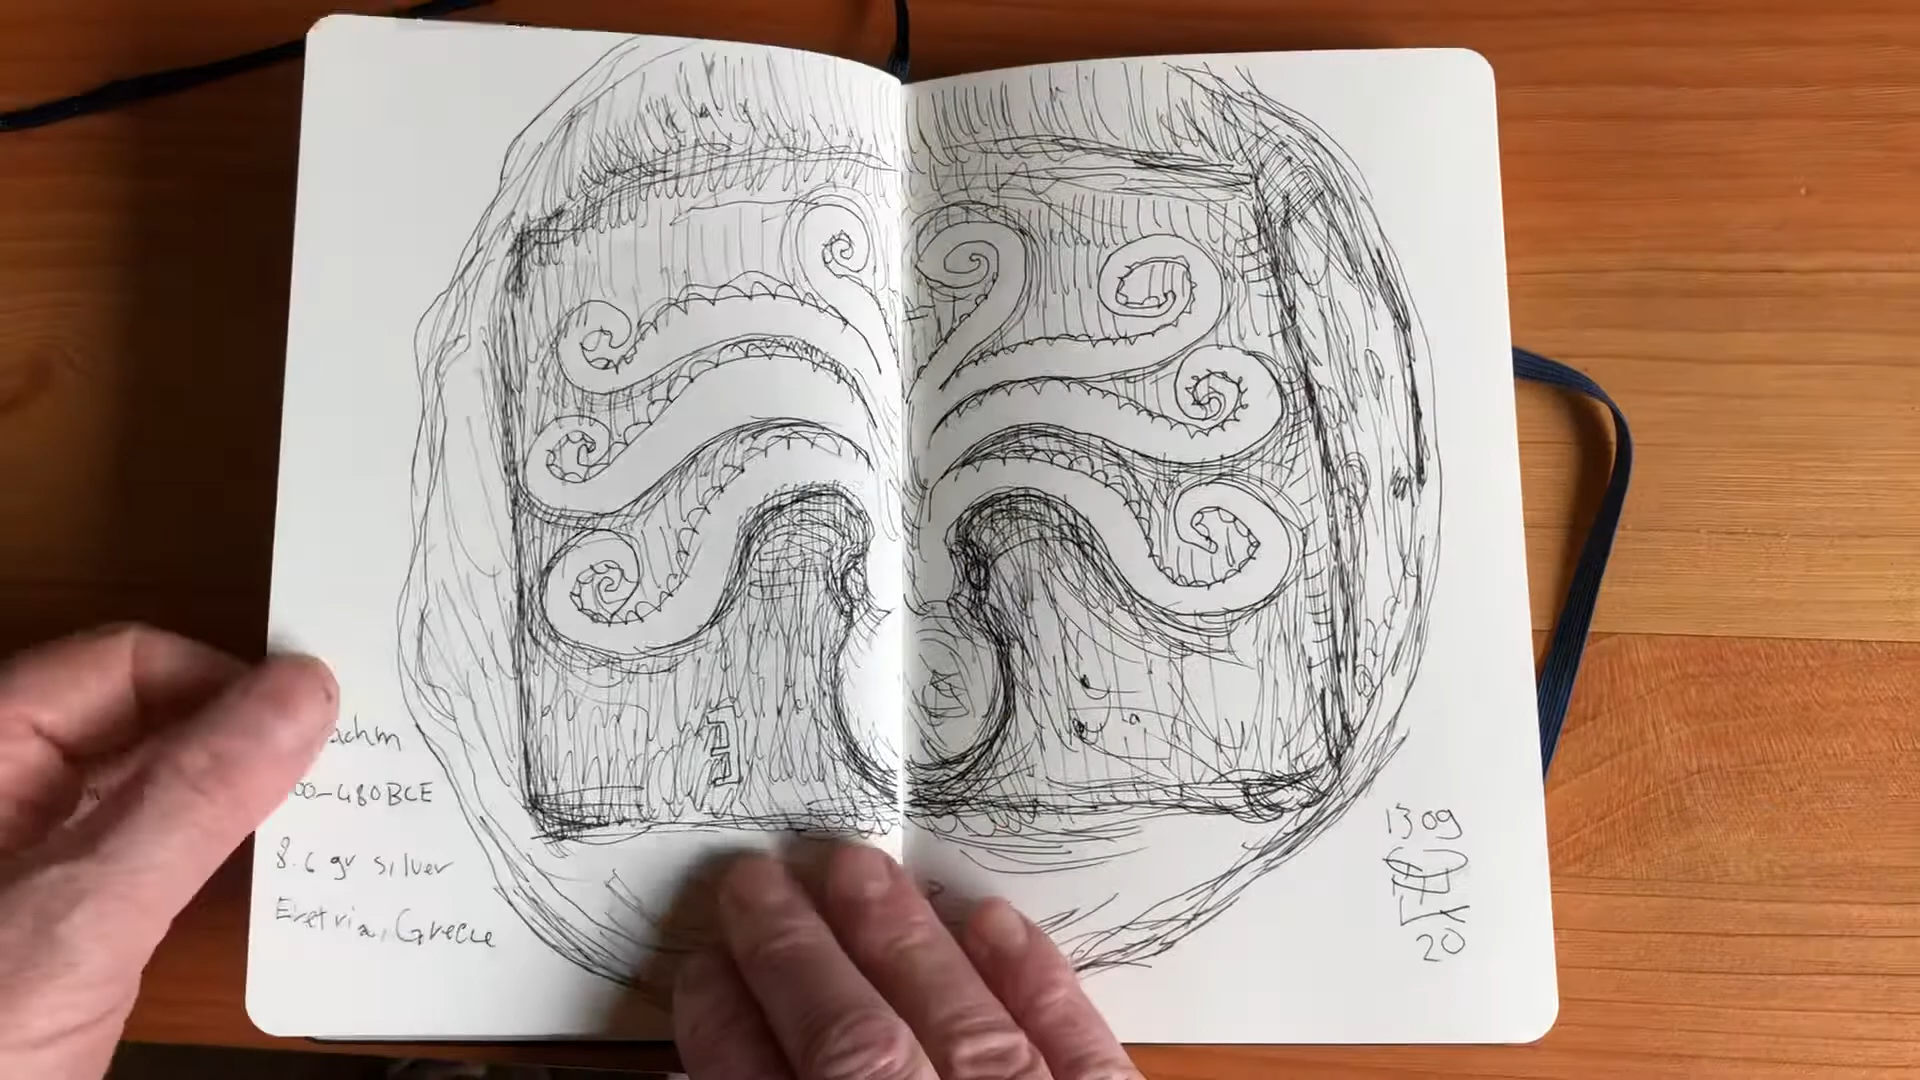 achm
00-480BCE
8.6 gr silver
Eretria, Greece
1309
20